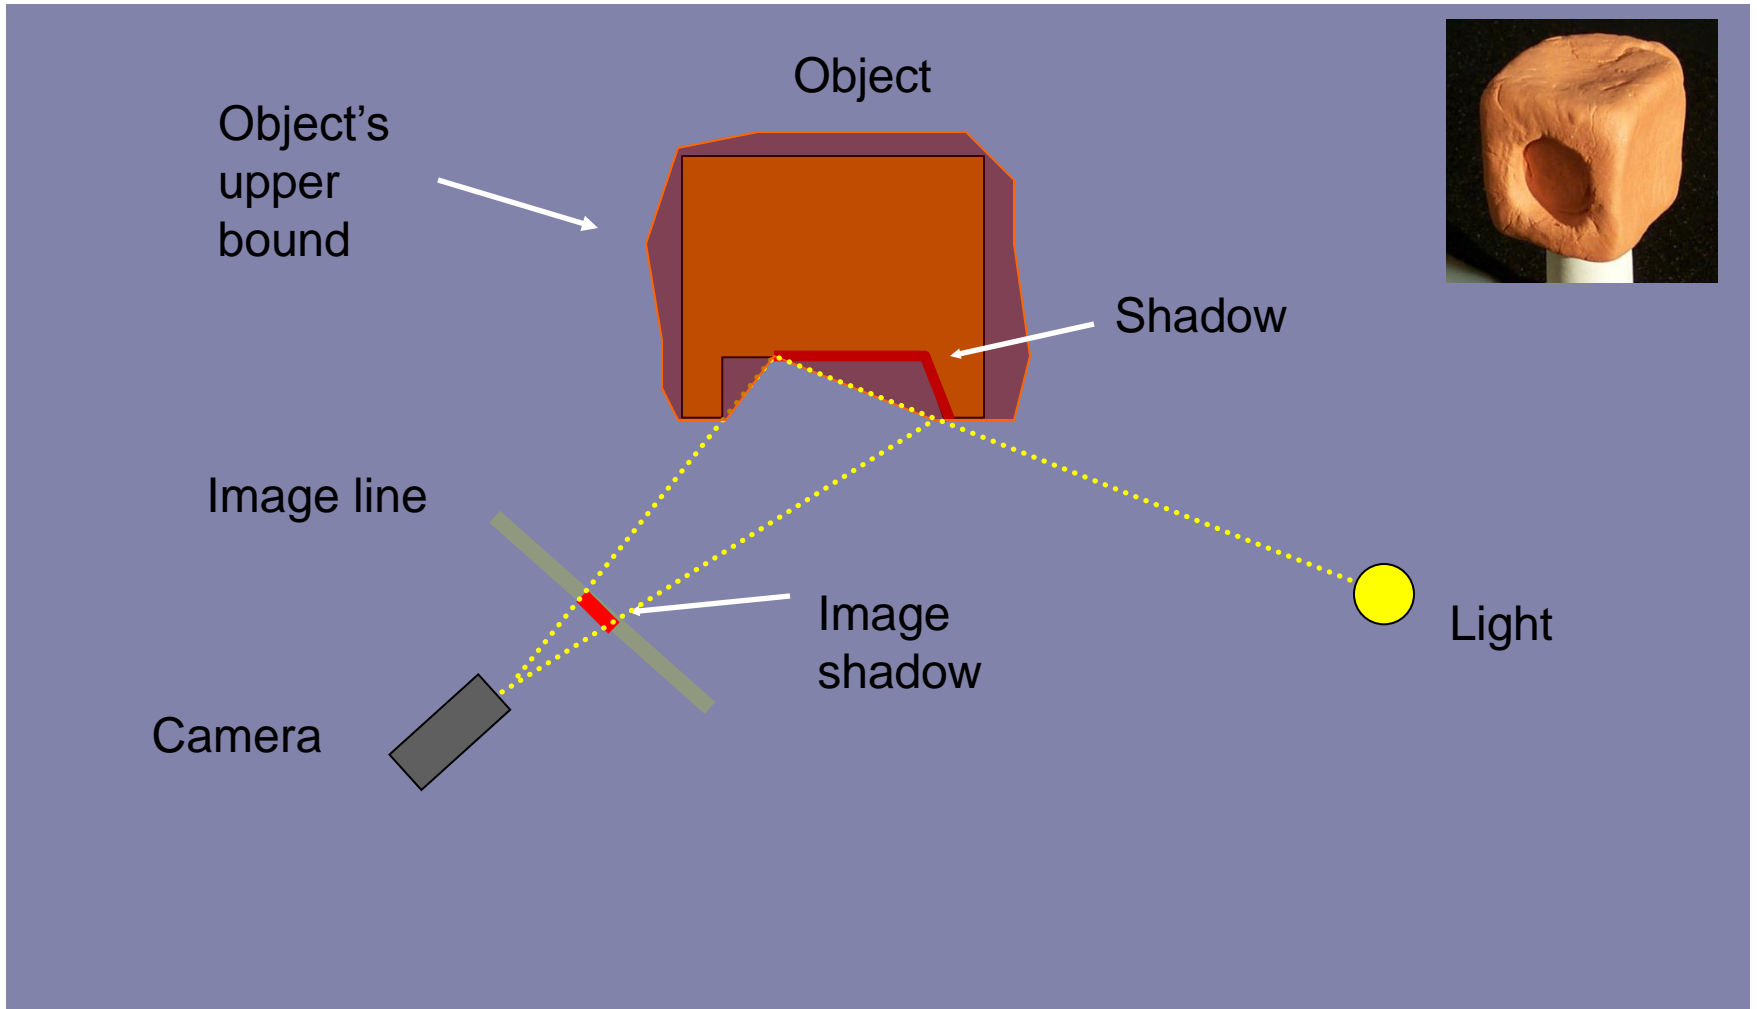 Object
Object’s
upper
bound
Shadow
Image line
Image
shadow
Light
Camera